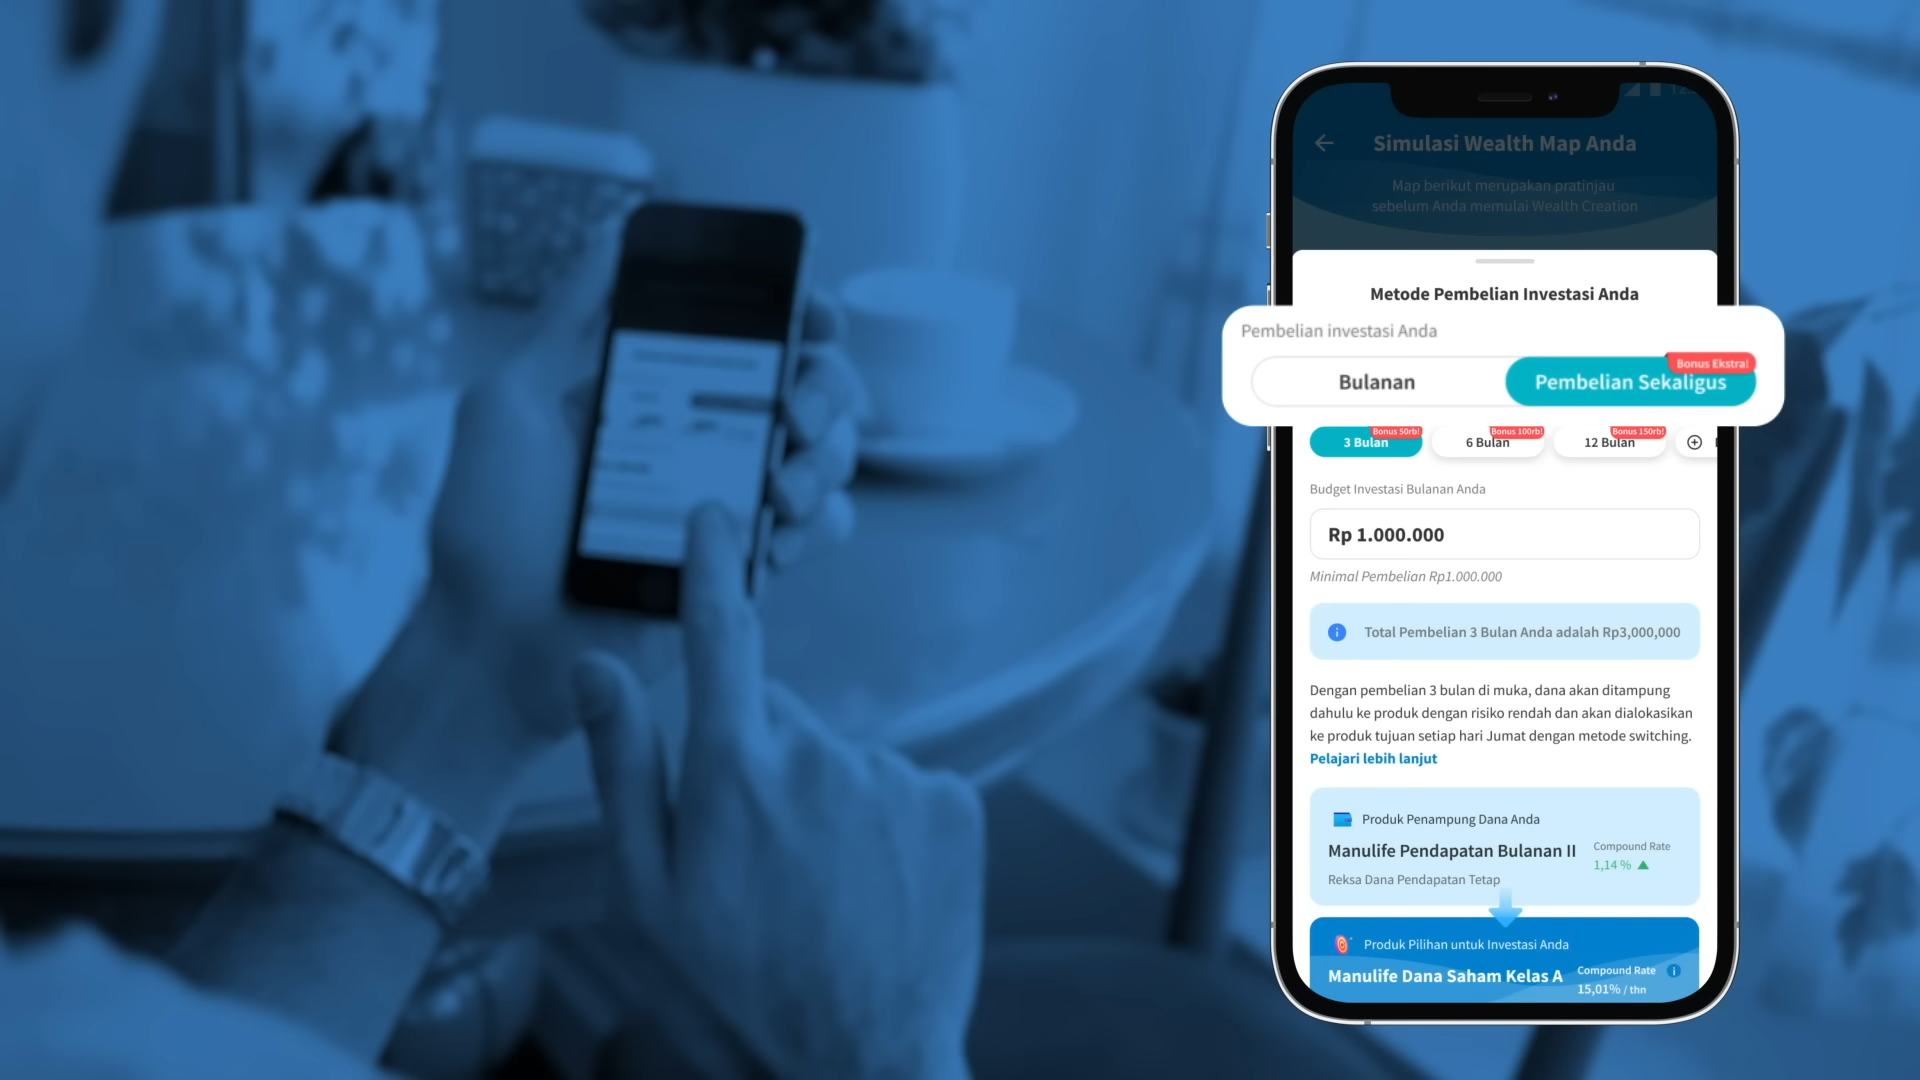 Simulasi Wealth Map Anda
Map berikut merupakan pratinjau
sebelum Anda memulai Wealth Creation
Metode Pembelian Investasi Anda
Pembelian investasi Anda
Bonus Ekstra!
Bulanan
Pembelian Sekaligus
Bonus 50rb!
Bonus 100rb!
Bonus 150rb!
3 Bulan
6 Bulan
12 Bulan
Budget Investasi Bulanan Anda
Rp 1.000.000
Minimal Pembelian Rp1.000.000
Total Pembelian 3 Bulan Anda adalah Rp3,000,000
Dengan pembelian 3 bulan di muka, dana akan ditampung
dahulu ke produk dengan risiko rendah dan akan dialokasikan
ke produk tujuan setiap hari Jumat dengan metode switching.
Pelajari lebih lanjut
Produk Penampung Dana Anda
Manulife Pendapatan Bulanan II
Compound Rate
1,14 %
Reksa Dana Pendapatan Tetap
Produk Pilihan untuk Investasi Anda
Manulife Dana Saham Kelas A
Compound Rate
15,01% / thn